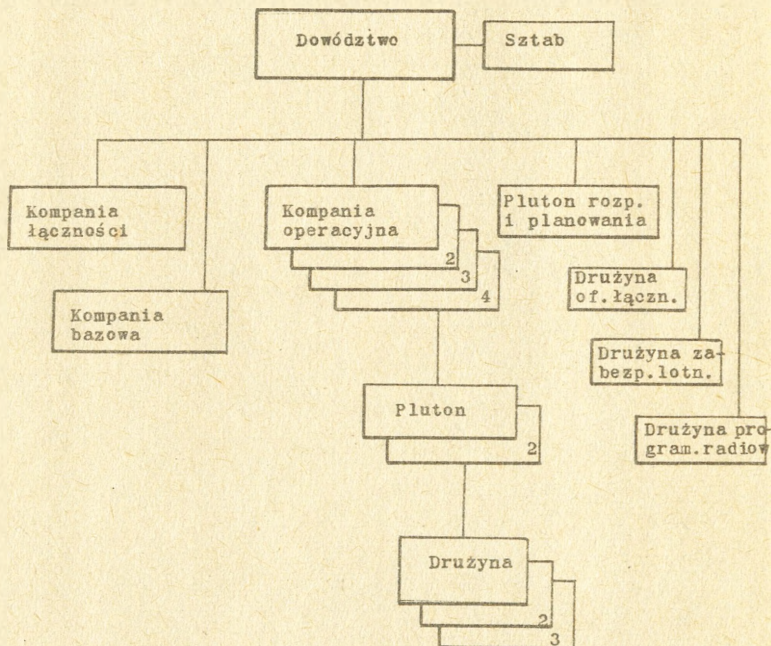 Dowództwo
Sztab
Kompania
łączności
Kompania
operacyjna
2
3
4
Pluton rozp.
i planowania
Kompania
bazowa
Drużyna
of.łączn.
Drużyna za-
bezp.lotn.
Pluton
2
Drużyna pro-
gram.radiow
Drużyna
2
3